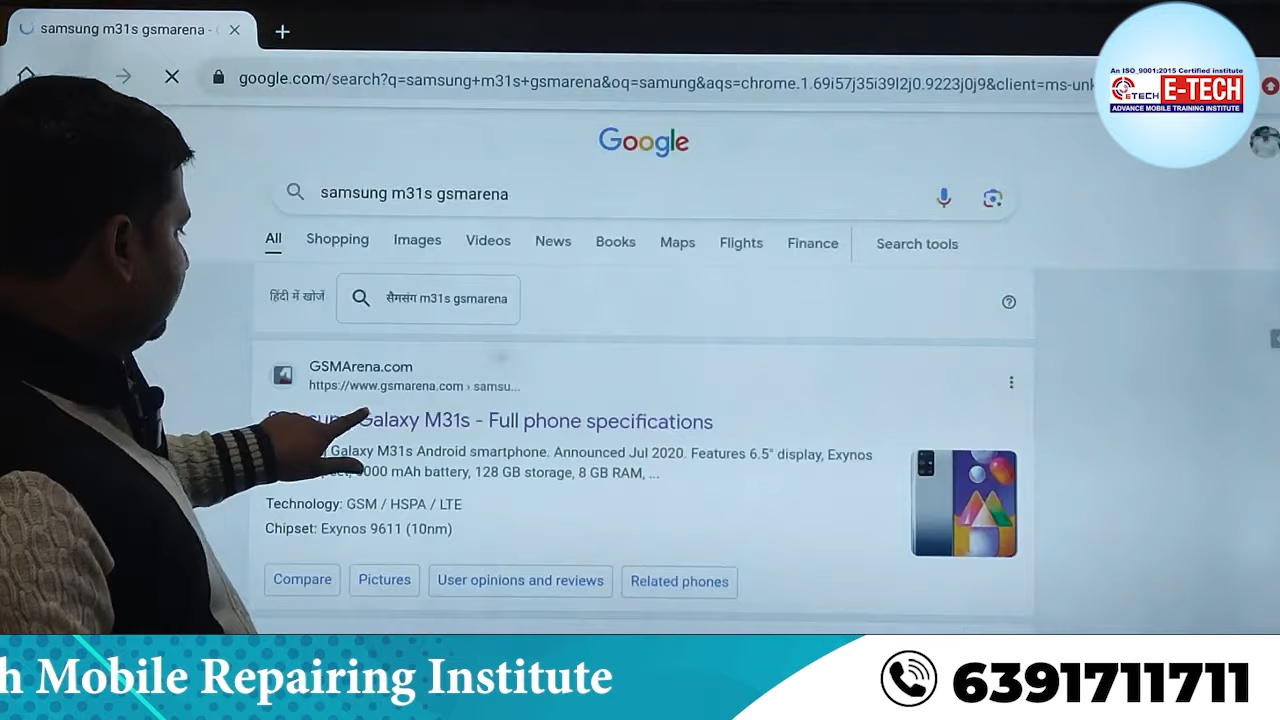 samsung m31s gsmarena -
google.com/search?q=samsung+m31s+gsmarena&oq=samung&aqs=chrome.1.69i57j35i39l2j0.9223j0j9&client=ms-unk
An ISO_9001:2015 Certified institute
ETECH E-TECH
ADVANCE MOBILE TRAINING INSTITUTE
Google
samsung m31s gsmarena
All Shopping Images Videos News Books Maps Flights Finance Search tools
हिंदी में खोजें सैमसंग m31s gsmarena
GSMArena.com
https://www.gsmarena.com › samsu...
Galaxy M31s - Full phone specifications
Galaxy M31s Android smartphone. Announced Jul 2020. Features 6.5″ display, Exynos
mAh battery, 128 GB storage, 8 GB RAM, ...
Technology: GSM / HSPA / LTE
Chipset: Exynos 9611 (10nm)
Compare Pictures User opinions and reviews Related phones
h Mobile Repairing Institute
6391711711